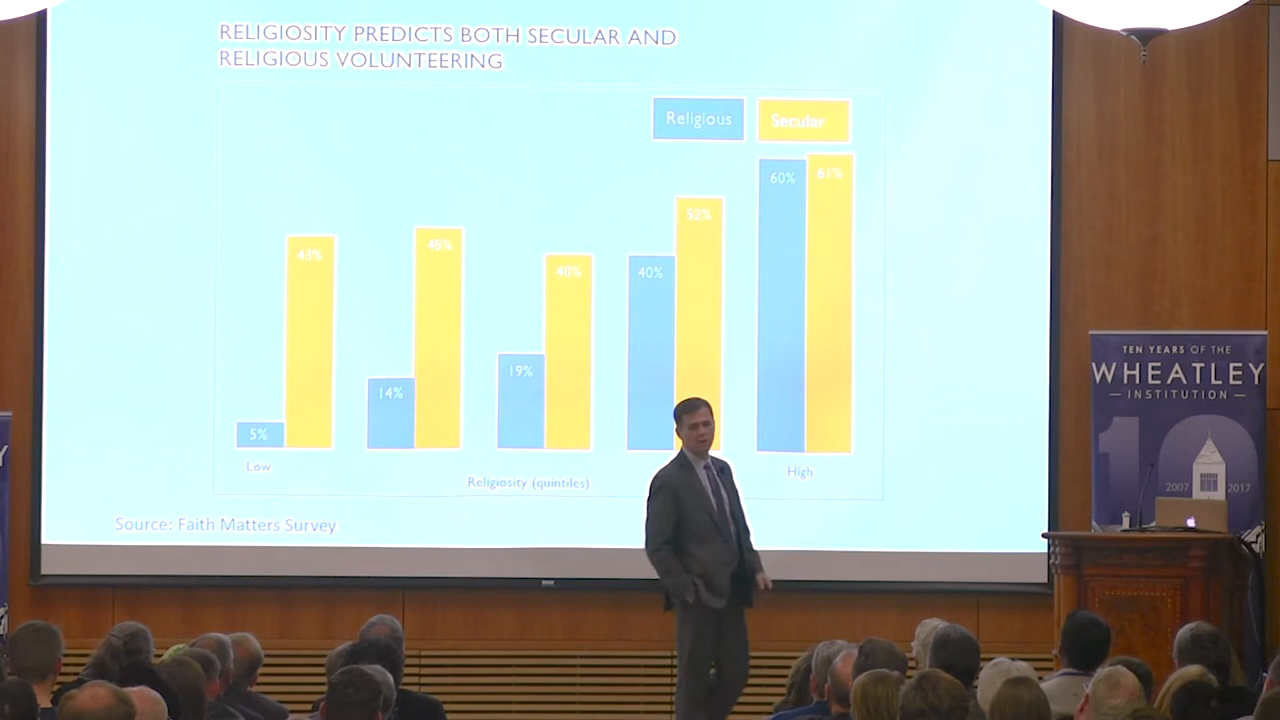 RELIGIOSITY PREDICTS BOTH SECULAR AND
RELIGIOUS VOLUNTEERING
Religious
Secular
5%
43%
14%
45%
19%
40%
40%
52%
60%
61%
Low
High
Religiosity (quintiles)
Source: Faith Matters Survey
TEN YEARS OF THE
WHEATLEY
— INSTITUTION —
10
2007
2017
Y